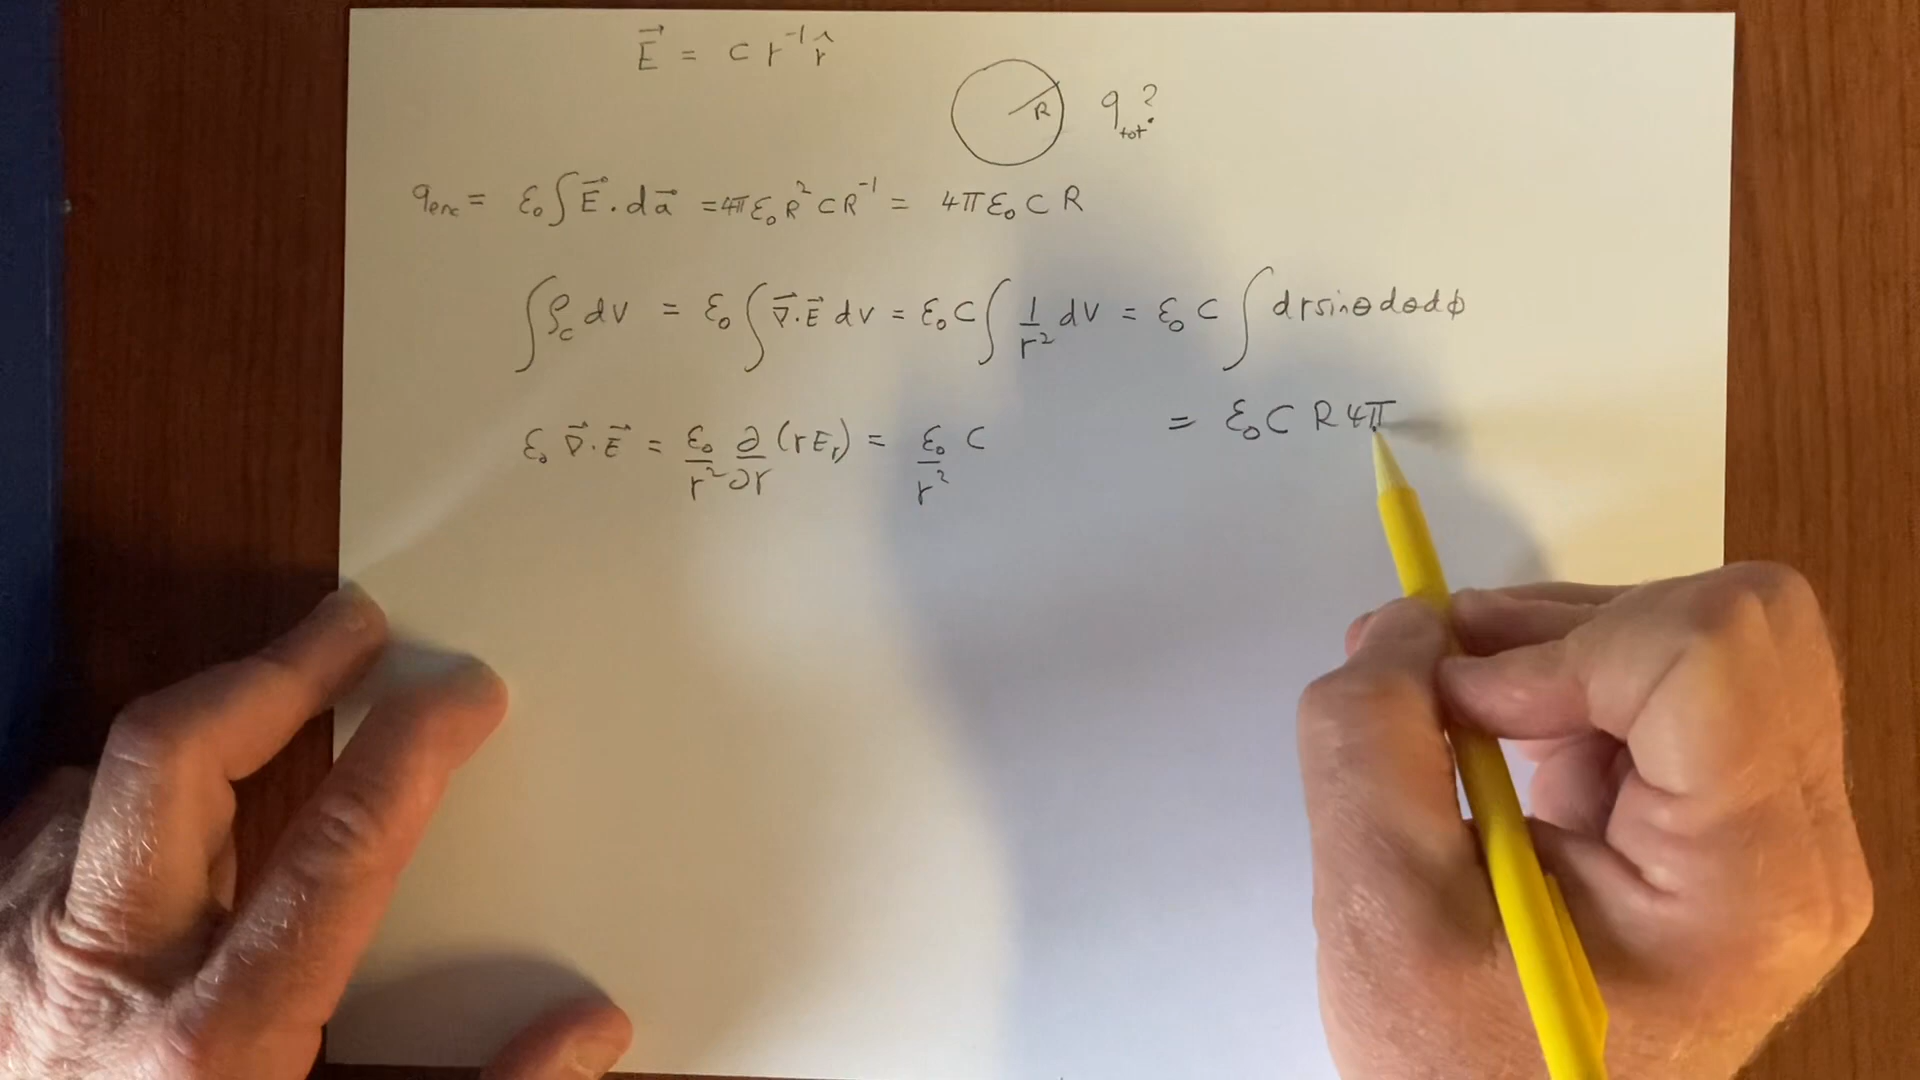 E⃗ = c r⁻¹ r̂
R q_tot ?
q_enc = ε₀ ∫ E⃗ · da⃗ = 4π ε₀ R² C R⁻¹ = 4π ε₀ C R
∫ ρ_c dv = ε₀ ∫ ∇⃗·E⃗ dv = ε₀ C ∫ 1/r² dv = ε₀ C ∫ dr sinθ dθ dϕ
= ε₀ C R 4π
ε₀ ∇⃗·E⃗ = ε₀/r² ∂/∂r (r E_r) = ε₀/r² C